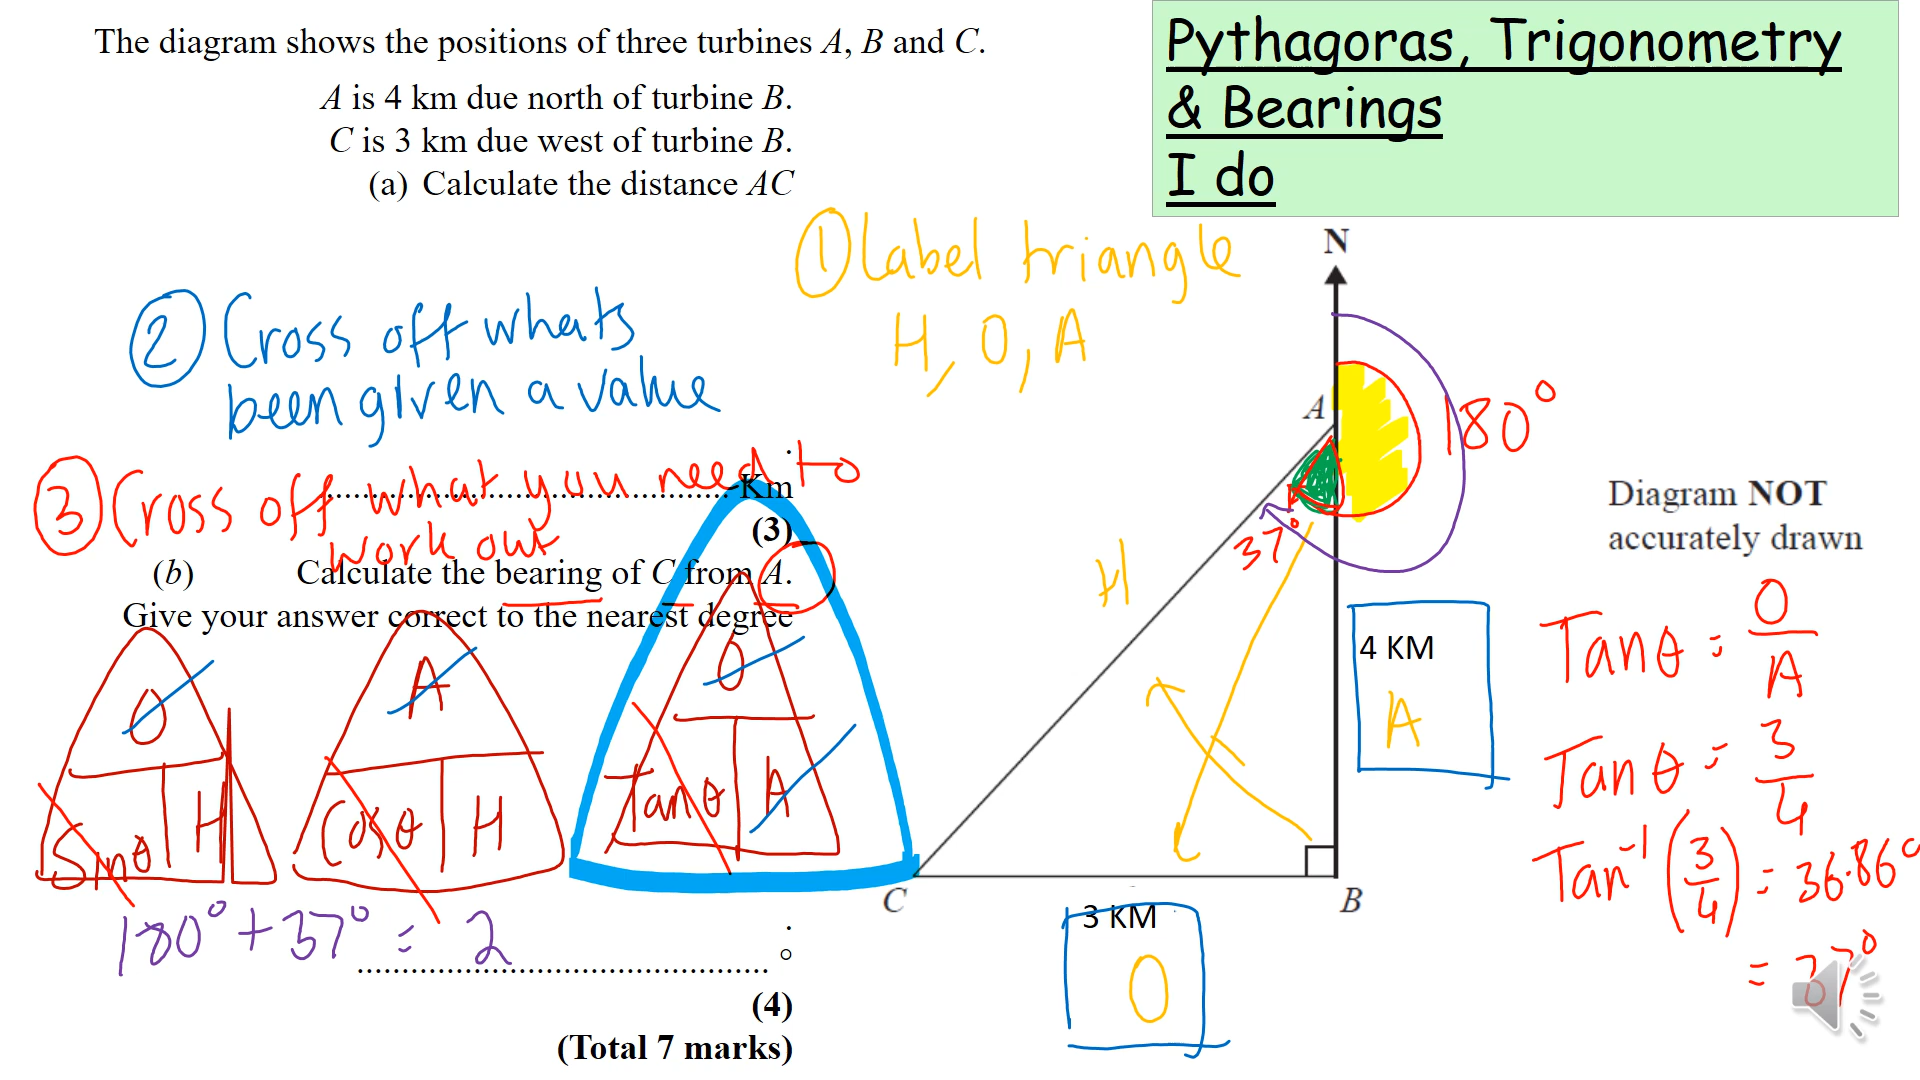 The diagram shows the positions of three turbines A, B and C.
A is 4 km due north of turbine B.
C is 3 km due west of turbine B.
(a) Calculate the distance AC
Pythagoras, Trigonometry
& Bearings
I do
① Label triangle
H, O, A
② Cross off whats
been given a value
③ Cross off what you need to
work out
Km
(3)
(b) Calculate the bearing of C from A.
Give your answer correct to the nearest degree
O
Sinθ H
A
Cosθ H
O
Tanθ A
180° + 37° = 2
°
(4)
(Total 7 marks)
N
A
180°
37°
H
4 KM
A
C
B
3 KM
O
Diagram NOT
accurately drawn
Tanθ = O/A
Tanθ = 3/4
Tan⁻¹ (3/4) = 36.86°
= 37°